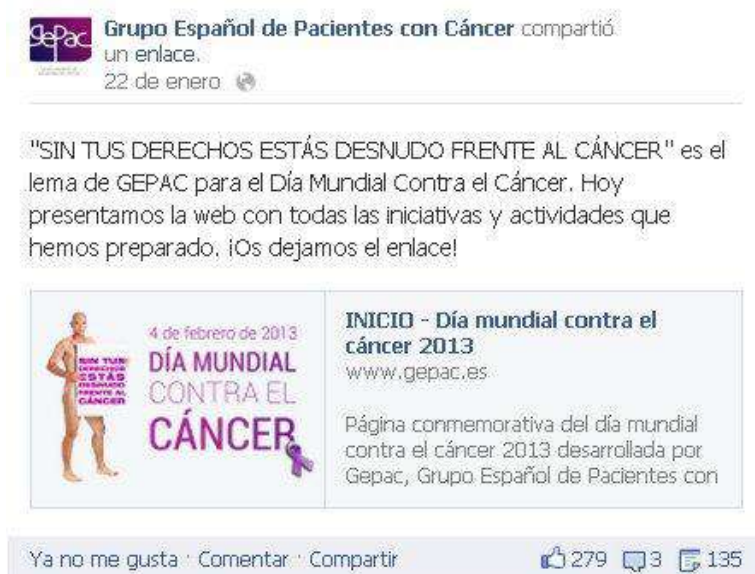 gepac
Grupo Español de Pacientes con Cáncer compartió
un enlace.
22 de enero
"SIN TUS DERECHOS ESTÁS DESNUDO FRENTE AL CÁNCER" es el
lema de GEPAC para el Día Mundial Contra el Cáncer. Hoy
presentamos la web con todas las iniciativas y actividades que
hemos preparado. ¡Os dejamos el enlace!
SIN TUS
DERECHOS
ESTÁS
DESNUDO
FRENTE AL
CÁNCER
4 de febrero de 2013
DÍA MUNDIAL
CONTRA EL
CÁNCER
INICIO - Día mundial contra el
cáncer 2013
www.gepac.es
Página conmemorativa del día mundial
contra el cáncer 2013 desarrollada por
Gepac, Grupo Español de Pacientes con
Ya no me gusta · Comentar · Compartir 279 3 135